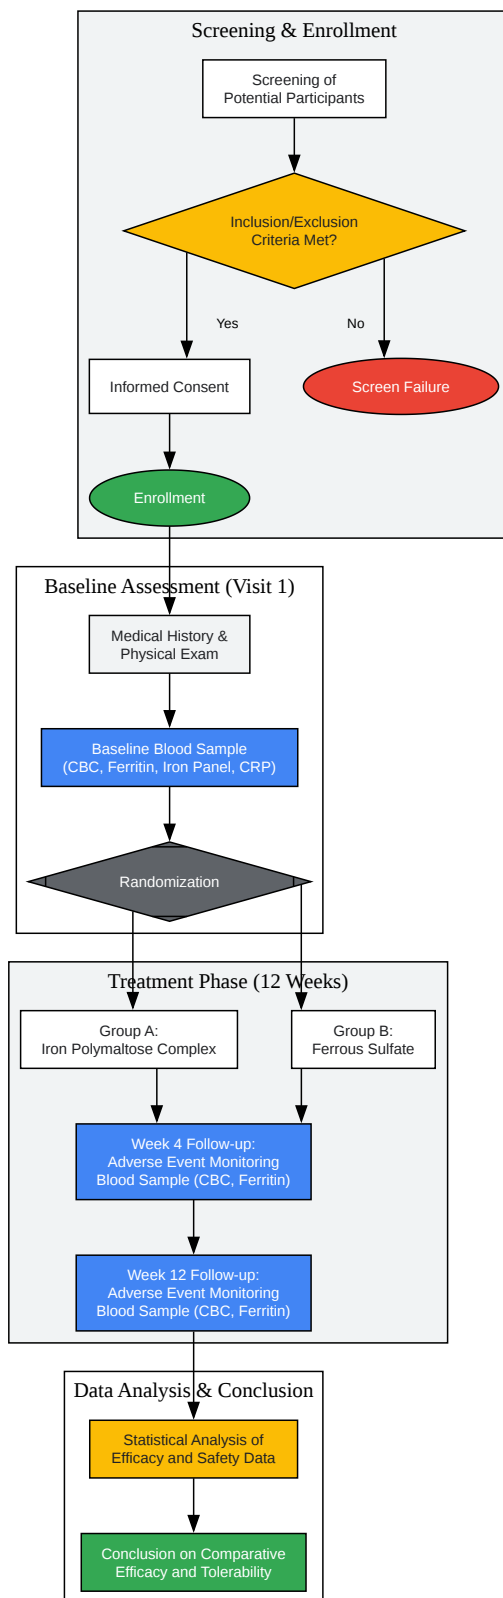 Screening & Enrollment
Screening of
Potential Participants
Inclusion/Exclusion
Criteria Met?
Yes
No
Informed Consent
Screen Failure
Enrollment
Baseline Assessment (Visit 1)
Medical History &
Physical Exam
Baseline Blood Sample
(CBC, Ferritin, Iron Panel, CRP)
Randomization
Treatment Phase (12 Weeks)
Group A:
Iron Polymaltose Complex
Group B:
Ferrous Sulfate
Week 4 Follow-up:
Adverse Event Monitoring
Blood Sample (CBC, Ferritin)
Week 12 Follow-up:
Adverse Event Monitoring
Blood Sample (CBC, Ferritin)
Data Analysis & Conclusion
Statistical Analysis of
Efficacy and Safety Data
Conclusion on Comparative
Efficacy and Tolerability